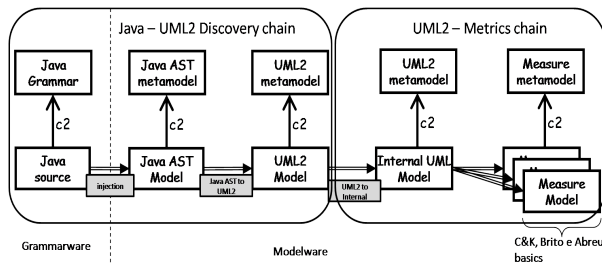 Java – UML2 Discovery chain
UML2 – Metrics chain
Java
Grammar
Java AST
metamodel
UML2
metamodel
UML2
metamodel
Measure
metamodel
c2
c2
c2
c2
c2
Java
source
Java AST
Model
UML2
Model
Internal UML
Model
Measure
Model
injection
Java AST to
UML2
UML2 to
Internal
Grammarware
Modelware
C&K, Brito e Abreu
basics